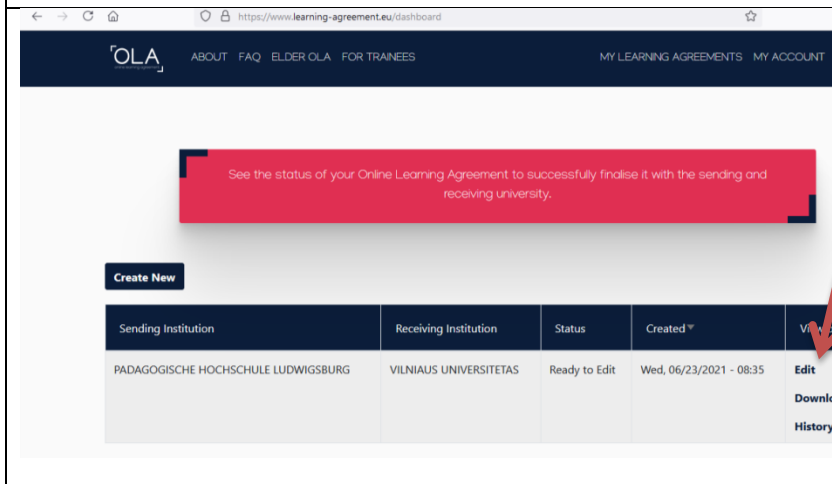 https://www.learning-agreement.eu/dashboard
OLA ABOUT FAQ ELDER OLA FOR TRAINEES MY LEARNING AGREEMENTS MY ACCOUNT
See the status of your Online Learning Agreement to successfully finalise it with the sending and
receiving university.
Create New
Sending Institution Receiving Institution Status Created
PADAGOGISCHE HOCHSCHULE LUDWIGSBURG VILNIAUS UNIVERSITETAS Ready to Edit Wed, 06/23/2021 - 08:35 Edit
Downlo
History